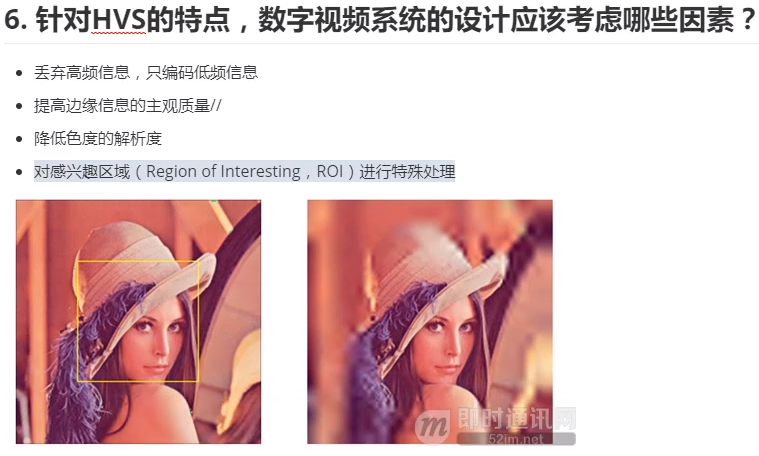 6. 针对HVS的特点，数字视频系统的设计应该考虑哪些因素？
丢弃高频信息，只编码低频信息
提高边缘信息的主观质量//
降低色度的解析度
对感兴趣区域（Region of Interesting，ROI）进行特殊处理
即时通讯网
52im.net